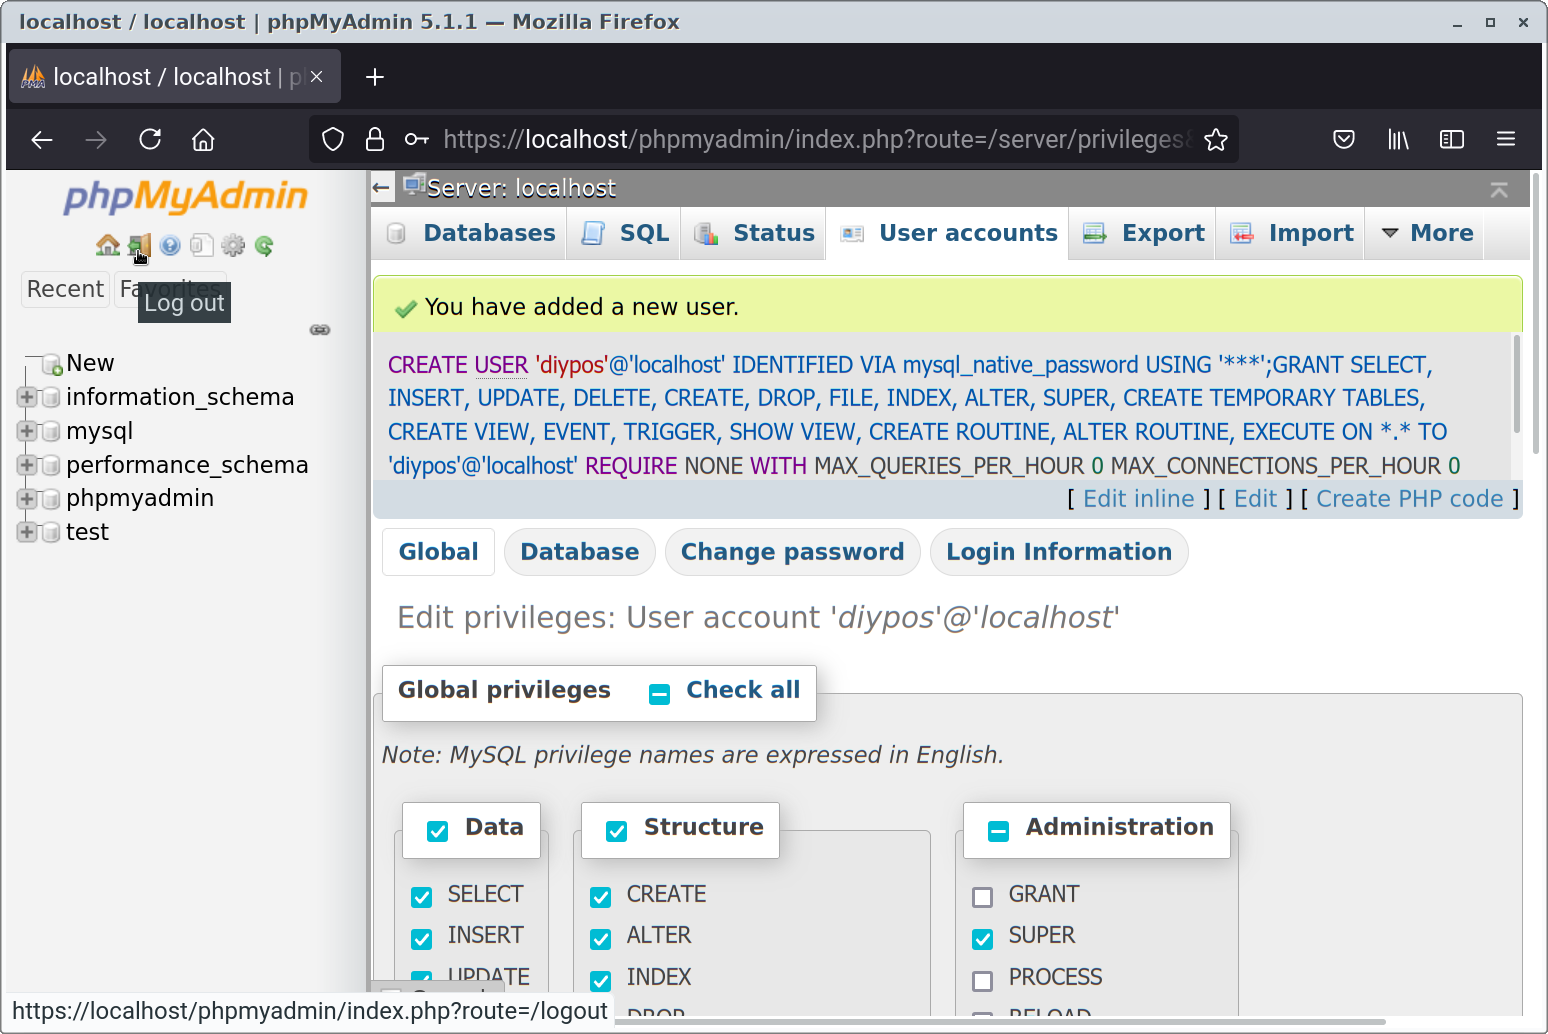 localhost / localhost | phpMyAdmin 5.1.1 — Mozilla Firefox
localhost / localhost | p
https://localhost/phpmyadmin/index.php?route=/server/privileges
phpMyAdmin
Server: localhost
Databases SQL Status User accounts Export Import More
Recent Favorites
Log out
New
information_schema
mysql
performance_schema
phpmyadmin
test
You have added a new user.
CREATE USER 'diypos'@'localhost' IDENTIFIED VIA mysql_native_password USING '***';GRANT SELECT,
INSERT, UPDATE, DELETE, CREATE, DROP, FILE, INDEX, ALTER, SUPER, CREATE TEMPORARY TABLES,
CREATE VIEW, EVENT, TRIGGER, SHOW VIEW, CREATE ROUTINE, ALTER ROUTINE, EXECUTE ON *.* TO
'diypos'@'localhost' REQUIRE NONE WITH MAX_QUERIES_PER_HOUR 0 MAX_CONNECTIONS_PER_HOUR 0
[ Edit inline ] [ Edit ] [ Create PHP code ]
Global Database Change password Login Information
Edit privileges: User account 'diypos'@'localhost'
Global privileges Check all
Note: MySQL privilege names are expressed in English.
Data Structure Administration
SELECT CREATE GRANT
INSERT ALTER SUPER
UPDATE INDEX PROCESS
DROP RELOAD
https://localhost/phpmyadmin/index.php?route=/logout